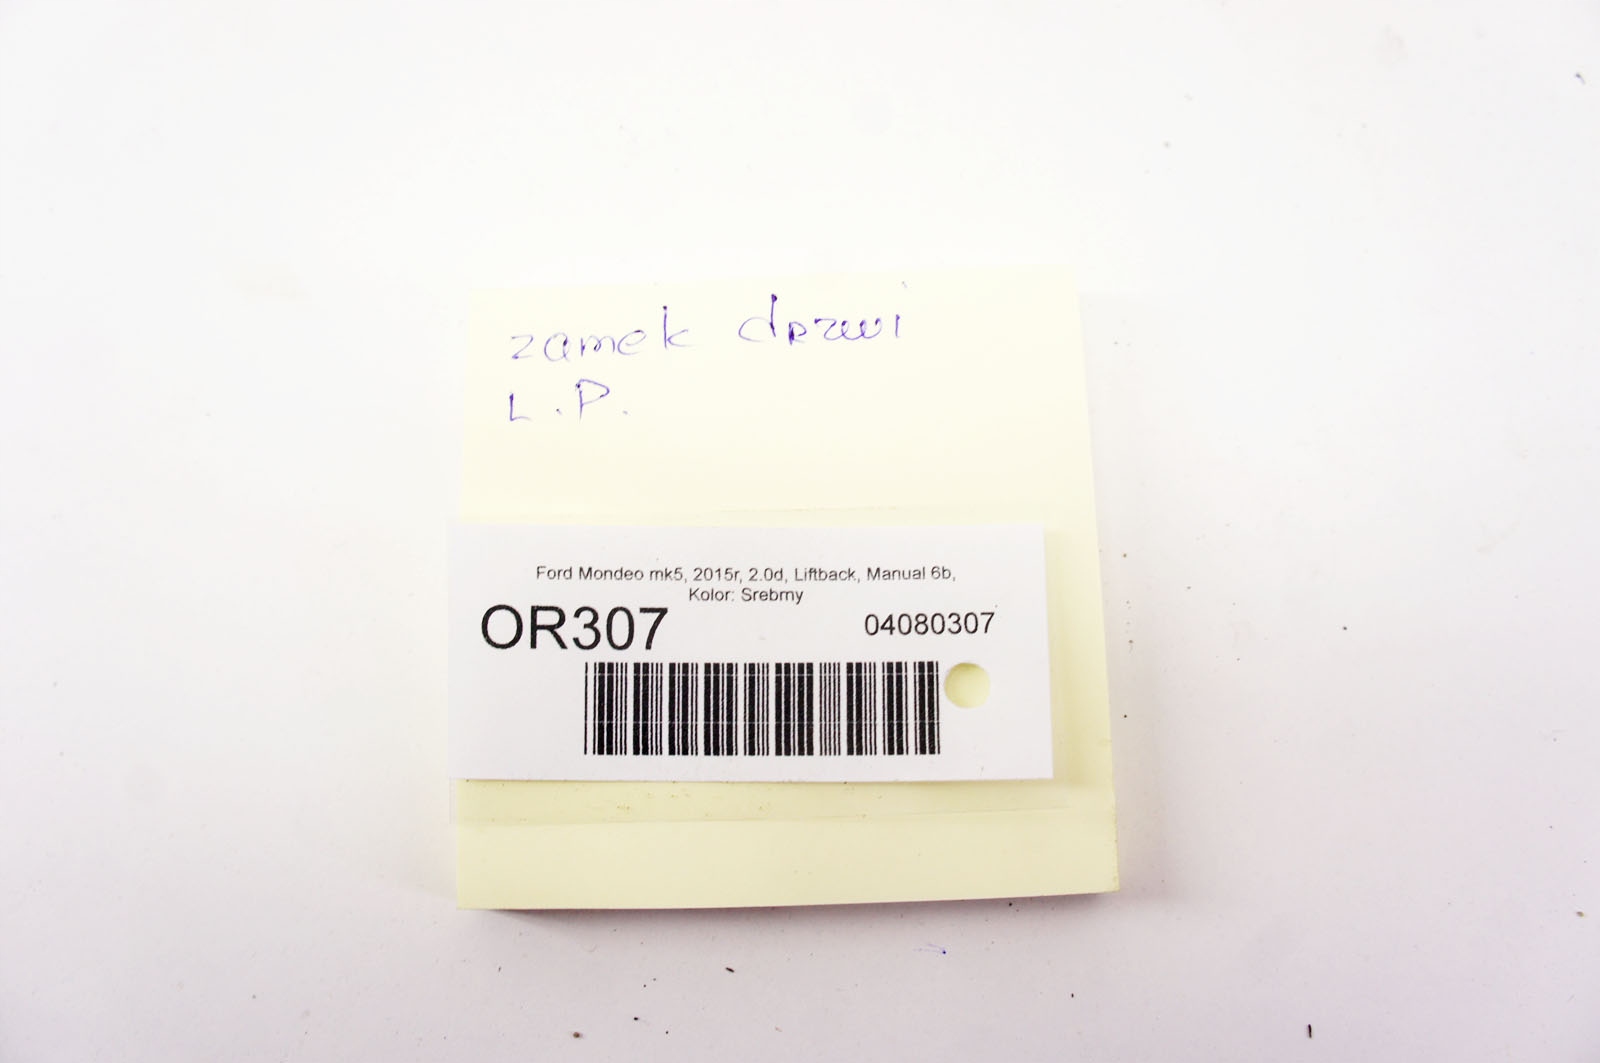 zamek drzwi
L.P.
Ford Mondeo mk5, 2015r, 2.0d, Liftback, Manual 6b,
Kolor: Srebrny
OR307 04080307